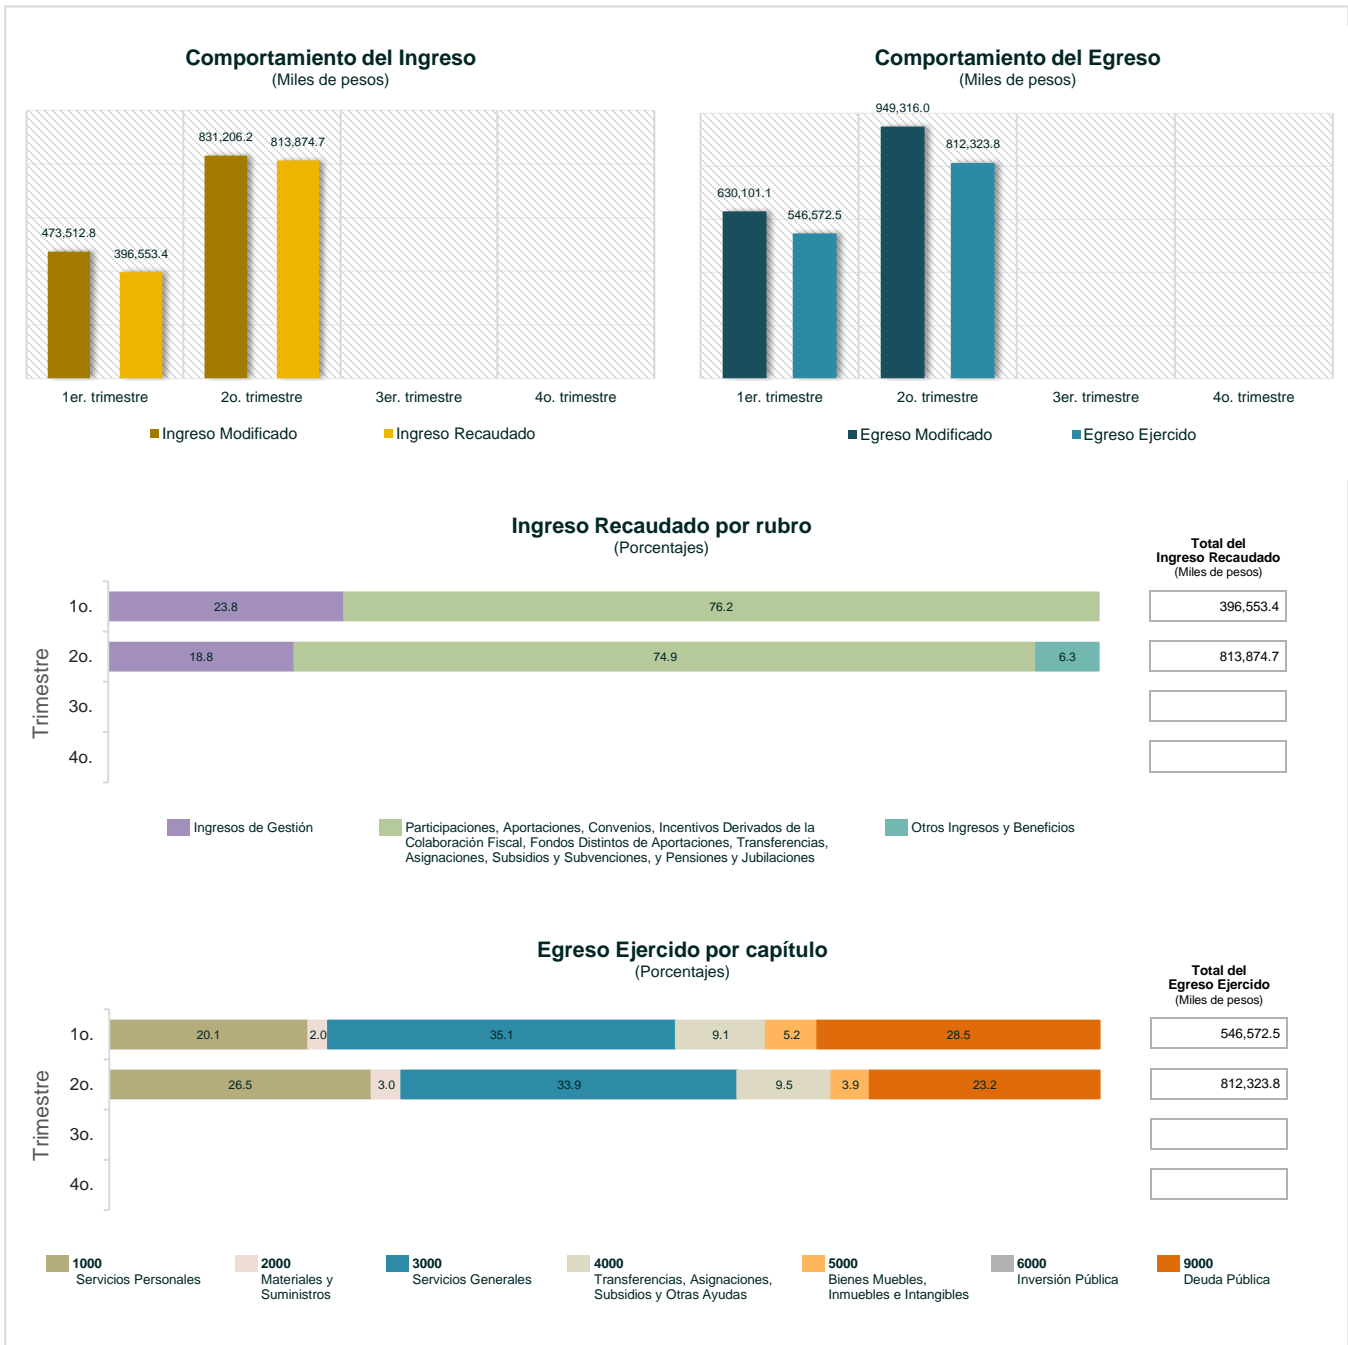 Comportamiento del Ingreso
(Miles de pesos)
473,512.8
396,553.4
831,206.2
813,874.7
1er. trimestre
2o. trimestre
3er. trimestre
4o. trimestre
Ingreso Modificado
Ingreso Recaudado
Comportamiento del Egreso
(Miles de pesos)
630,101.1
546,572.5
949,316.0
812,323.8
1er. trimestre
2o. trimestre
3er. trimestre
4o. trimestre
Egreso Modificado
Egreso Ejercido
Ingreso Recaudado por rubro
(Porcentajes)
Total del
Ingreso Recaudado
(Miles de pesos)
Trimestre
1o.
23.8
76.2
396,553.4
2o.
18.8
74.9
6.3
813,874.7
3o.
4o.
Ingresos de Gestión
Participaciones, Aportaciones, Convenios, Incentivos Derivados de la
Colaboración Fiscal, Fondos Distintos de Aportaciones, Transferencias,
Asignaciones, Subsidios y Subvenciones, y Pensiones y Jubilaciones
Otros Ingresos y Beneficios
Egreso Ejercido por capítulo
(Porcentajes)
Total del
Egreso Ejercido
(Miles de pesos)
Trimestre
1o.
20.1
2.0
35.1
9.1
5.2
28.5
546,572.5
2o.
26.5
3.0
33.9
9.5
3.9
23.2
812,323.8
3o.
4o.
1000
Servicios Personales
2000
Materiales y
Suministros
3000
Servicios Generales
4000
Transferencias, Asignaciones,
Subsidios y Otras Ayudas
5000
Bienes Muebles,
Inmuebles e Intangibles
6000
Inversión Pública
9000
Deuda Pública